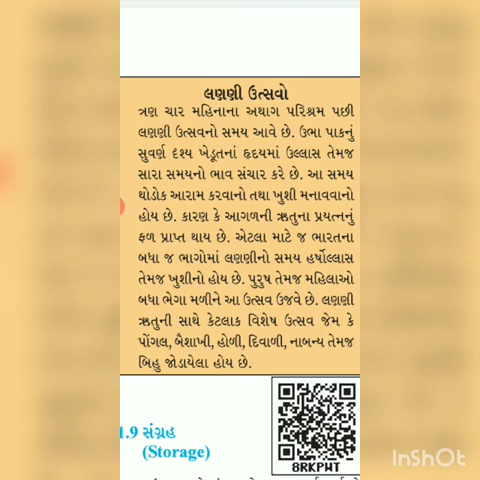 લણણી ઉત્સવો
ત્રણ ચાર મહિનાના અથાગ પરિશ્રમ પછી
લણણી ઉત્સવનો સમય આવે છે. ઉભા પાકનું
સુવર્ણ દૃશ્ય ખેડૂતનાં હૃદયમાં ઉલ્લાસ તેમજ
સારા સમયનો ભાવ સંચાર કરે છે. આ સમય
થોડોક આરામ કરવાનો તથા ખુશી મનાવવાનો
હોય છે. કારણ કે આગળની ઋતુના પ્રયત્નનું
ફળ પ્રાપ્ત થાય છે. એટલા માટે જ ભારતના
બધા જ ભાગોમાં લણણીનો સમય હર્ષોલ્લાસ
તેમજ ખુશીનો હોય છે. પુરુષ તેમજ મહિલાઓ
બધા ભેગા મળીને આ ઉત્સવ ઉજવે છે. લણણી
ઋતુની સાથે કેટલાક વિશેષ ઉત્સવ જેમ કે
પોંગલ, બૈશાખી, હોળી, દિવાળી, નાબન્ય તેમજ
બિહુ જોડાયેલા હોય છે.
1.9 સંગ્રહ
(Storage)
8RKPWT
InShOt